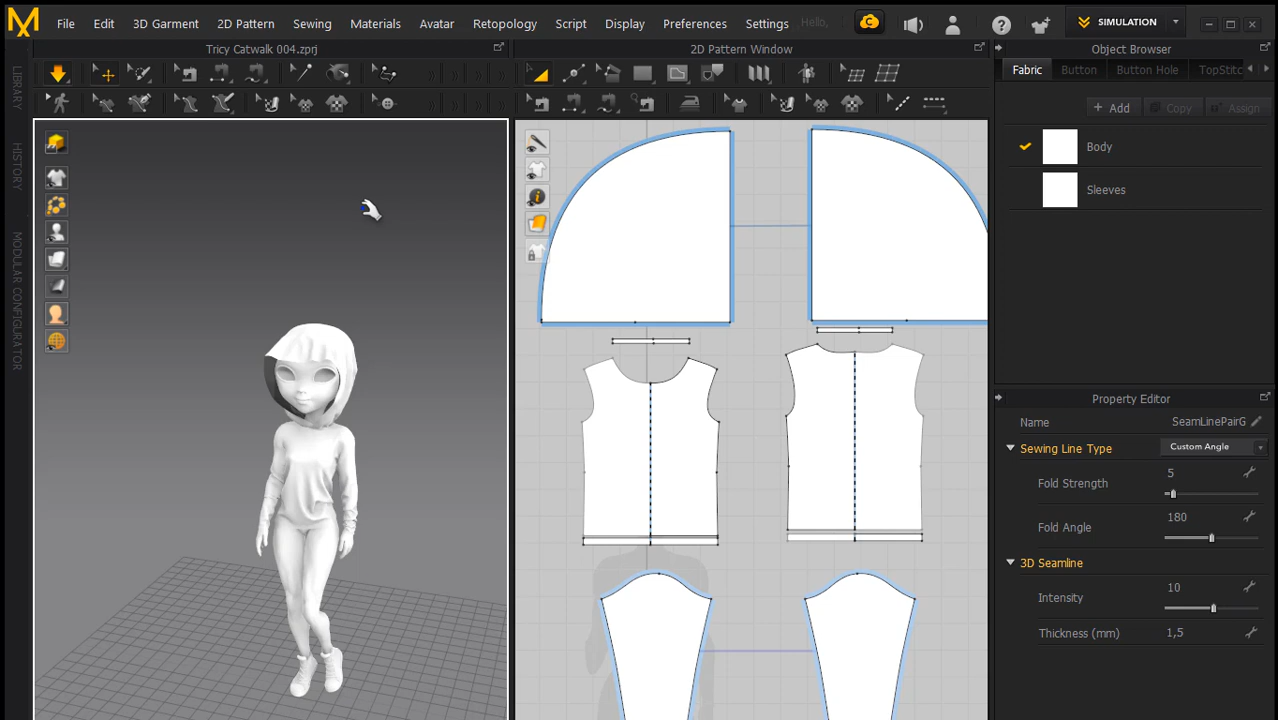 File Edit 3D Garment 2D Pattern Sewing Materials Avatar Retopology Script Display Preferences Settings Hello, SIMULATION
Tricy Catwalk 004.zprj 2D Pattern Window Object Browser
LIBRARY
HISTORY
MODULAR CONFIGURATOR
Fabric Button Button Hole TopStitc
+ Add Copy Assign
Body
Sleeves
Property Editor
Name SeamLinePairG
Sewing Line Type Custom Angle
Fold Strength 5
Fold Angle 180
3D Seamline
Intensity 10
Thickness (mm) 1,5